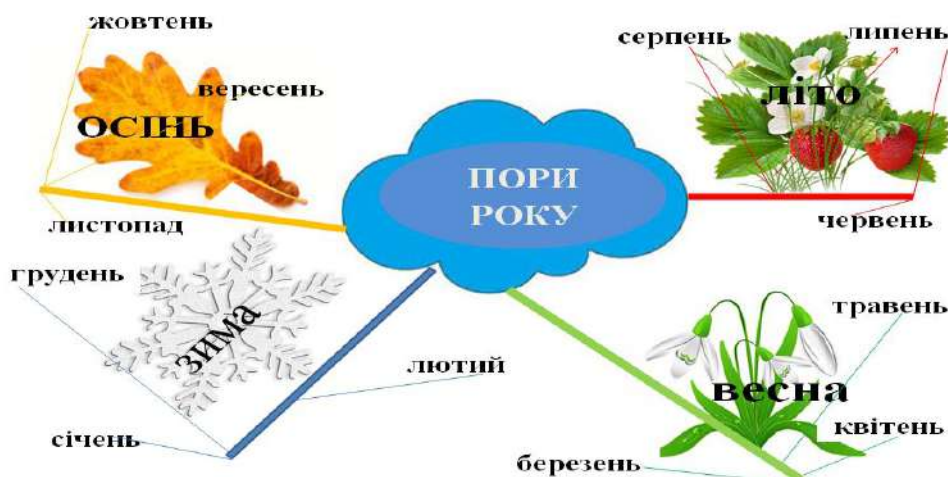 жовтень
вересень
ОСІНЬ
листопад
серпень
липень
літо
червень
ПОРИ
РОКУ
грудень
зима
лютий
січень
травень
весна
квітень
березень